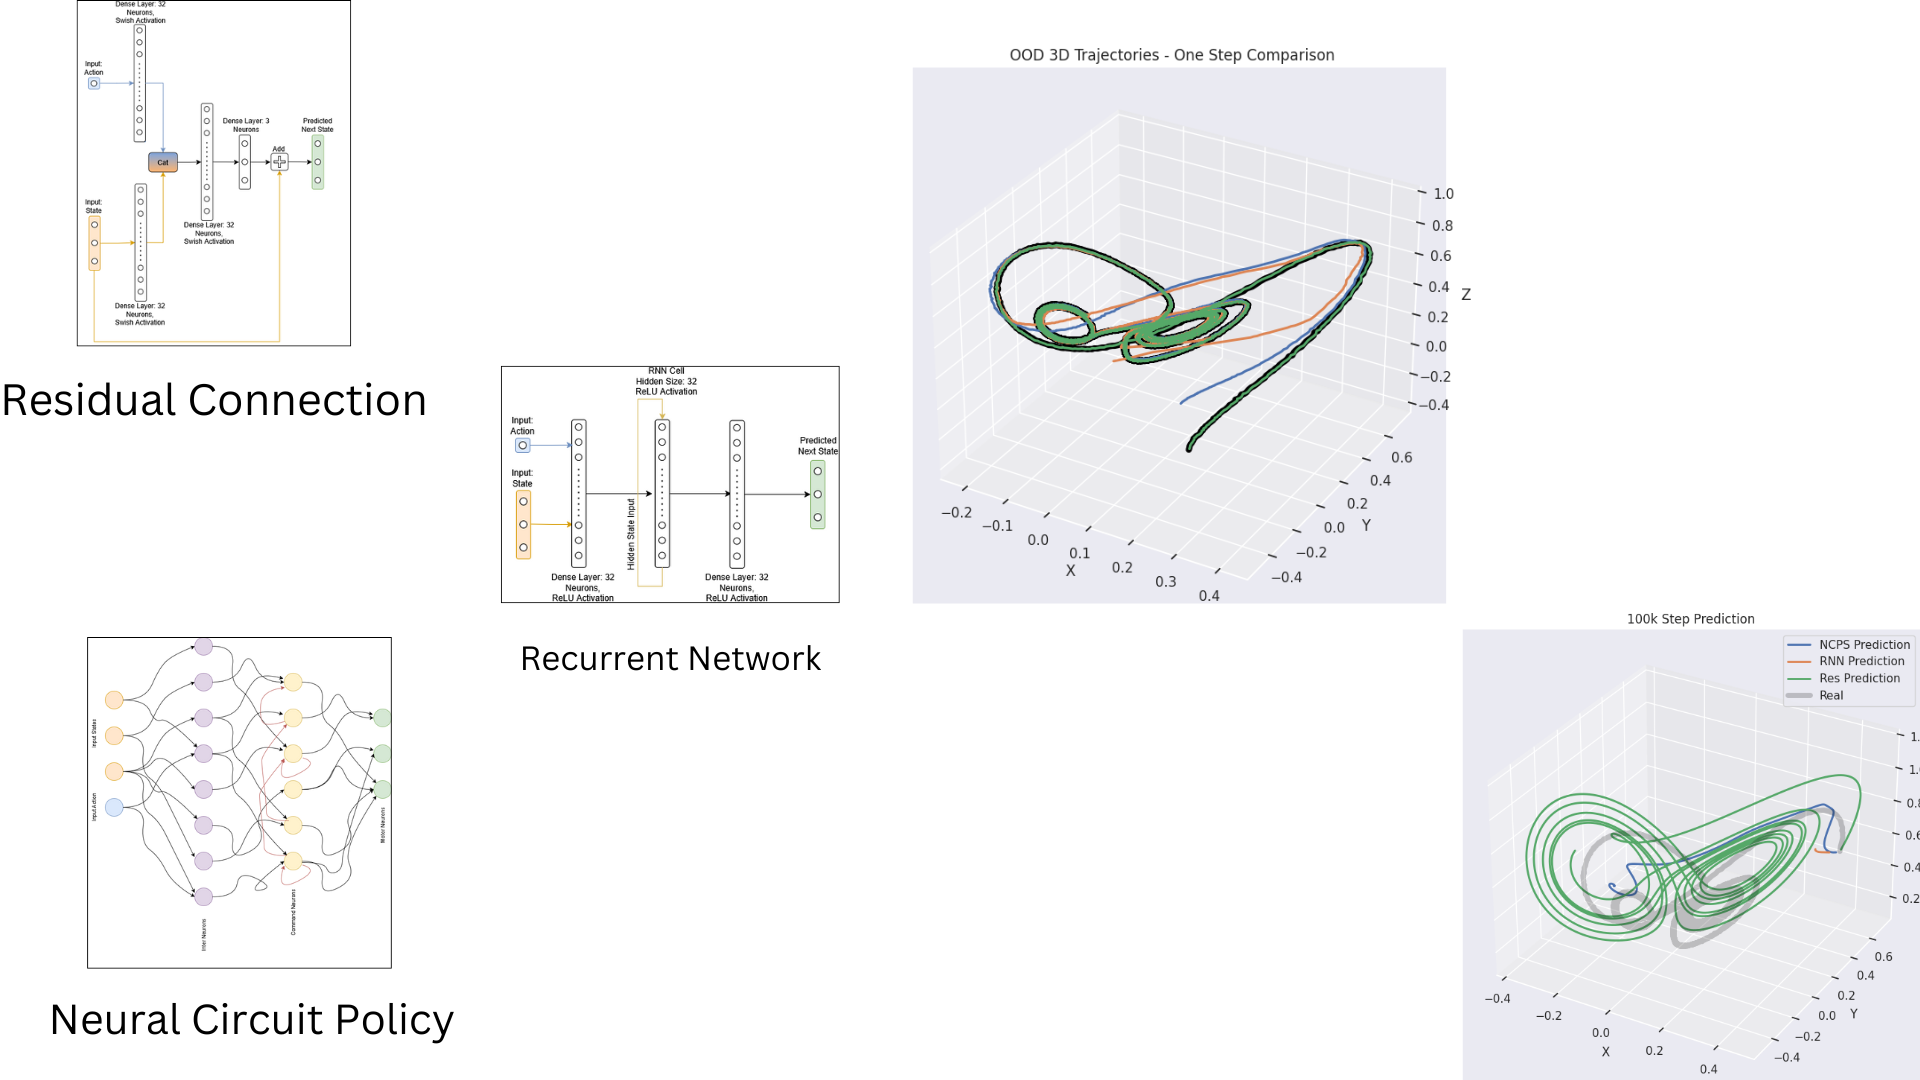 Dense Layer: 32
Neurons,
Swish Activation
Input:
Action
Dense Layer: 3
Neurons
Predicted
Next State
Add
Cat
Input:
State
Dense Layer: 32
Neurons,
Swish Activation
Dense Layer: 32
Neurons,
Swish Activation
Residual Connection
RNN Cell
Hidden Size: 32
ReLU Activation
Input:
Action
Input:
State
Hidden State Input
Predicted
Next State
Dense Layer: 32
Neurons,
ReLU Activation
Dense Layer: 32
Neurons,
ReLU Activation
Recurrent Network
Input States
Input Action
Inter Neurons
Command Neurons
Motor Neurons
Neural Circuit Policy
OOD 3D Trajectories - One Step Comparison
1.0
0.8
0.6
0.4
0.2
0.0
−0.2
−0.4
Z
0.6
0.4
0.2
0.0
−0.2
−0.4
Y
−0.2
−0.1
0.0
0.1
0.2
0.3
0.4
X
100k Step Prediction
NCPS Prediction
RNN Prediction
Res Prediction
Real
1.
1.
0.8
0.6
0.4
0.2
0.6
0.4
0.2
0.0
−0.2
−0.4
Y
−0.4
−0.2
0.0
0.2
0.4
X